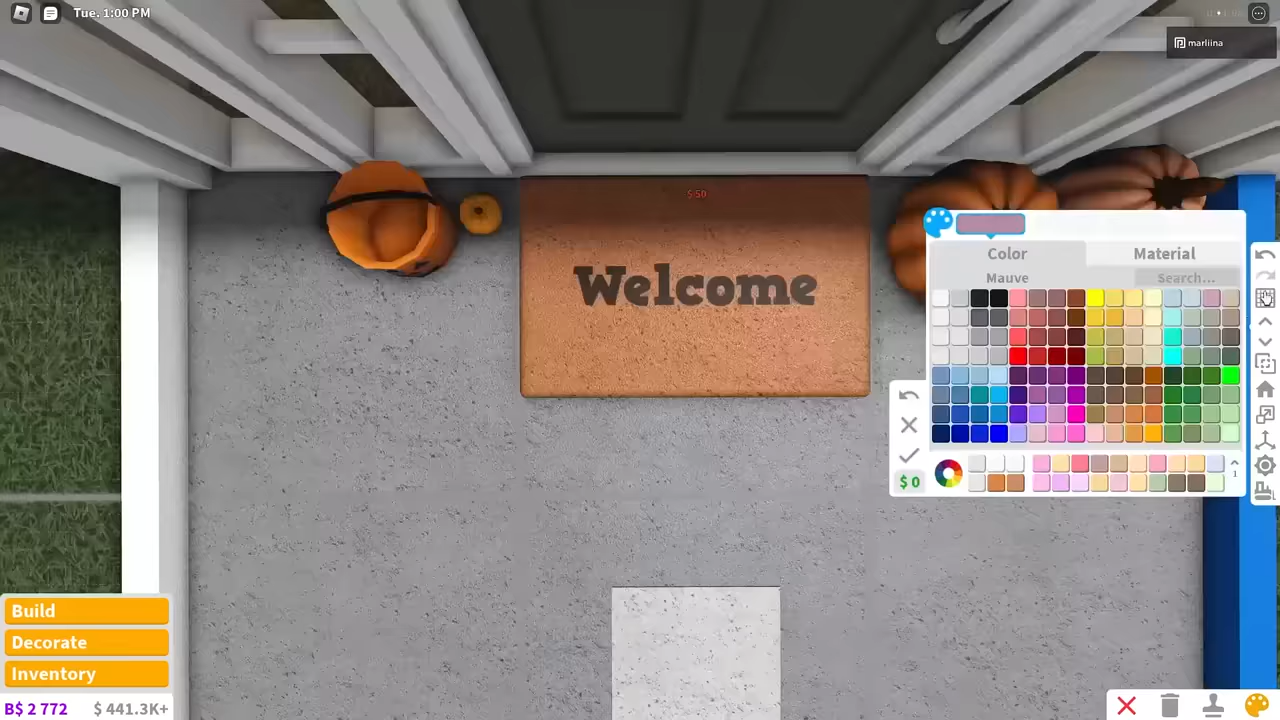 Tue. 1:00 PM
marliina
$ 50
Welcome
Color
Material
Mauve
Search...
1
$ 0
Build
Decorate
Inventory
B$ 2 772
$ 441.3K+